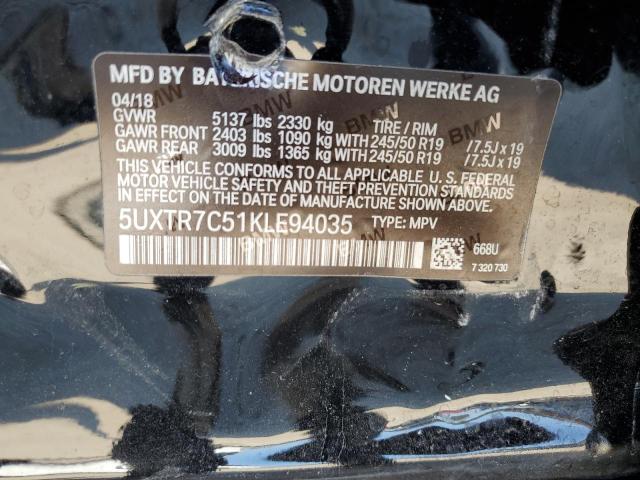 MFD BY BAYERISCHE MOTOREN WERKE AG
04/18
GVWR 5137 lbs 2330 kg TIRE / RIM
GAWR FRONT 2403 lbs 1090 kg WITH 245/50 R19 /7.5J x 19
GAWR REAR 3009 lbs 1365 kg WITH 245/50 R19 /7.5J x 19
THIS VEHICLE CONFORMS TO ALL APPLICABLE U. S. FEDERAL
MOTOR VEHICLE SAFETY AND THEFT PREVENTION STANDARDS
IN EFFECT ON THE DATE OF MANUFACTURE SHOWN ABOVE.
5UXTR7C51KLE94035 TYPE: MPV
668U
7 320 730